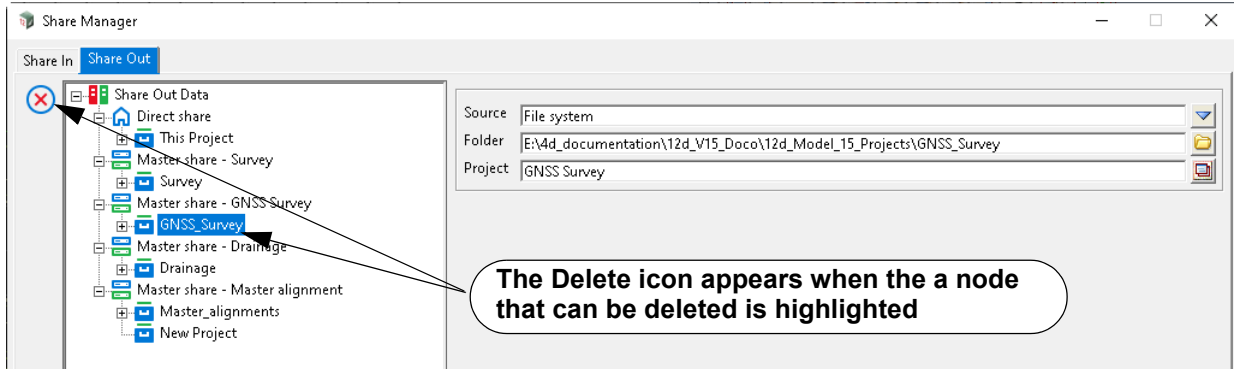 Share Manager
Share In Share Out
Share Out Data
Direct share
This Project
Master share - Survey
Survey
Master share - GNSS Survey
GNSS_Survey
Master share - Drainage
Drainage
Master share - Master alignment
Master_alignments
New Project
Source File system
Folder E:\4d_documentation\12d_V15_Doco\12d_Model_15_Projects\GNSS_Survey
Project GNSS Survey
The Delete icon appears when the a node
that can be deleted is highlighted